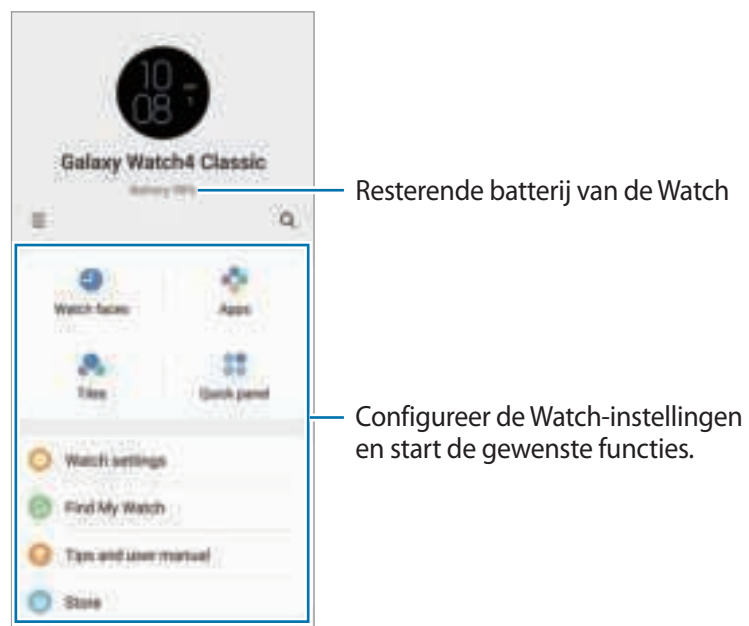 10
08
Galaxy Watch4 Classic
Battery
Resterende batterij van de Watch
Watch faces
Apps
Tiles
Quick panel
Configureer de Watch-instellingen
en start de gewenste functies.
Watch settings
Find My Watch
Tips and user manual
Store